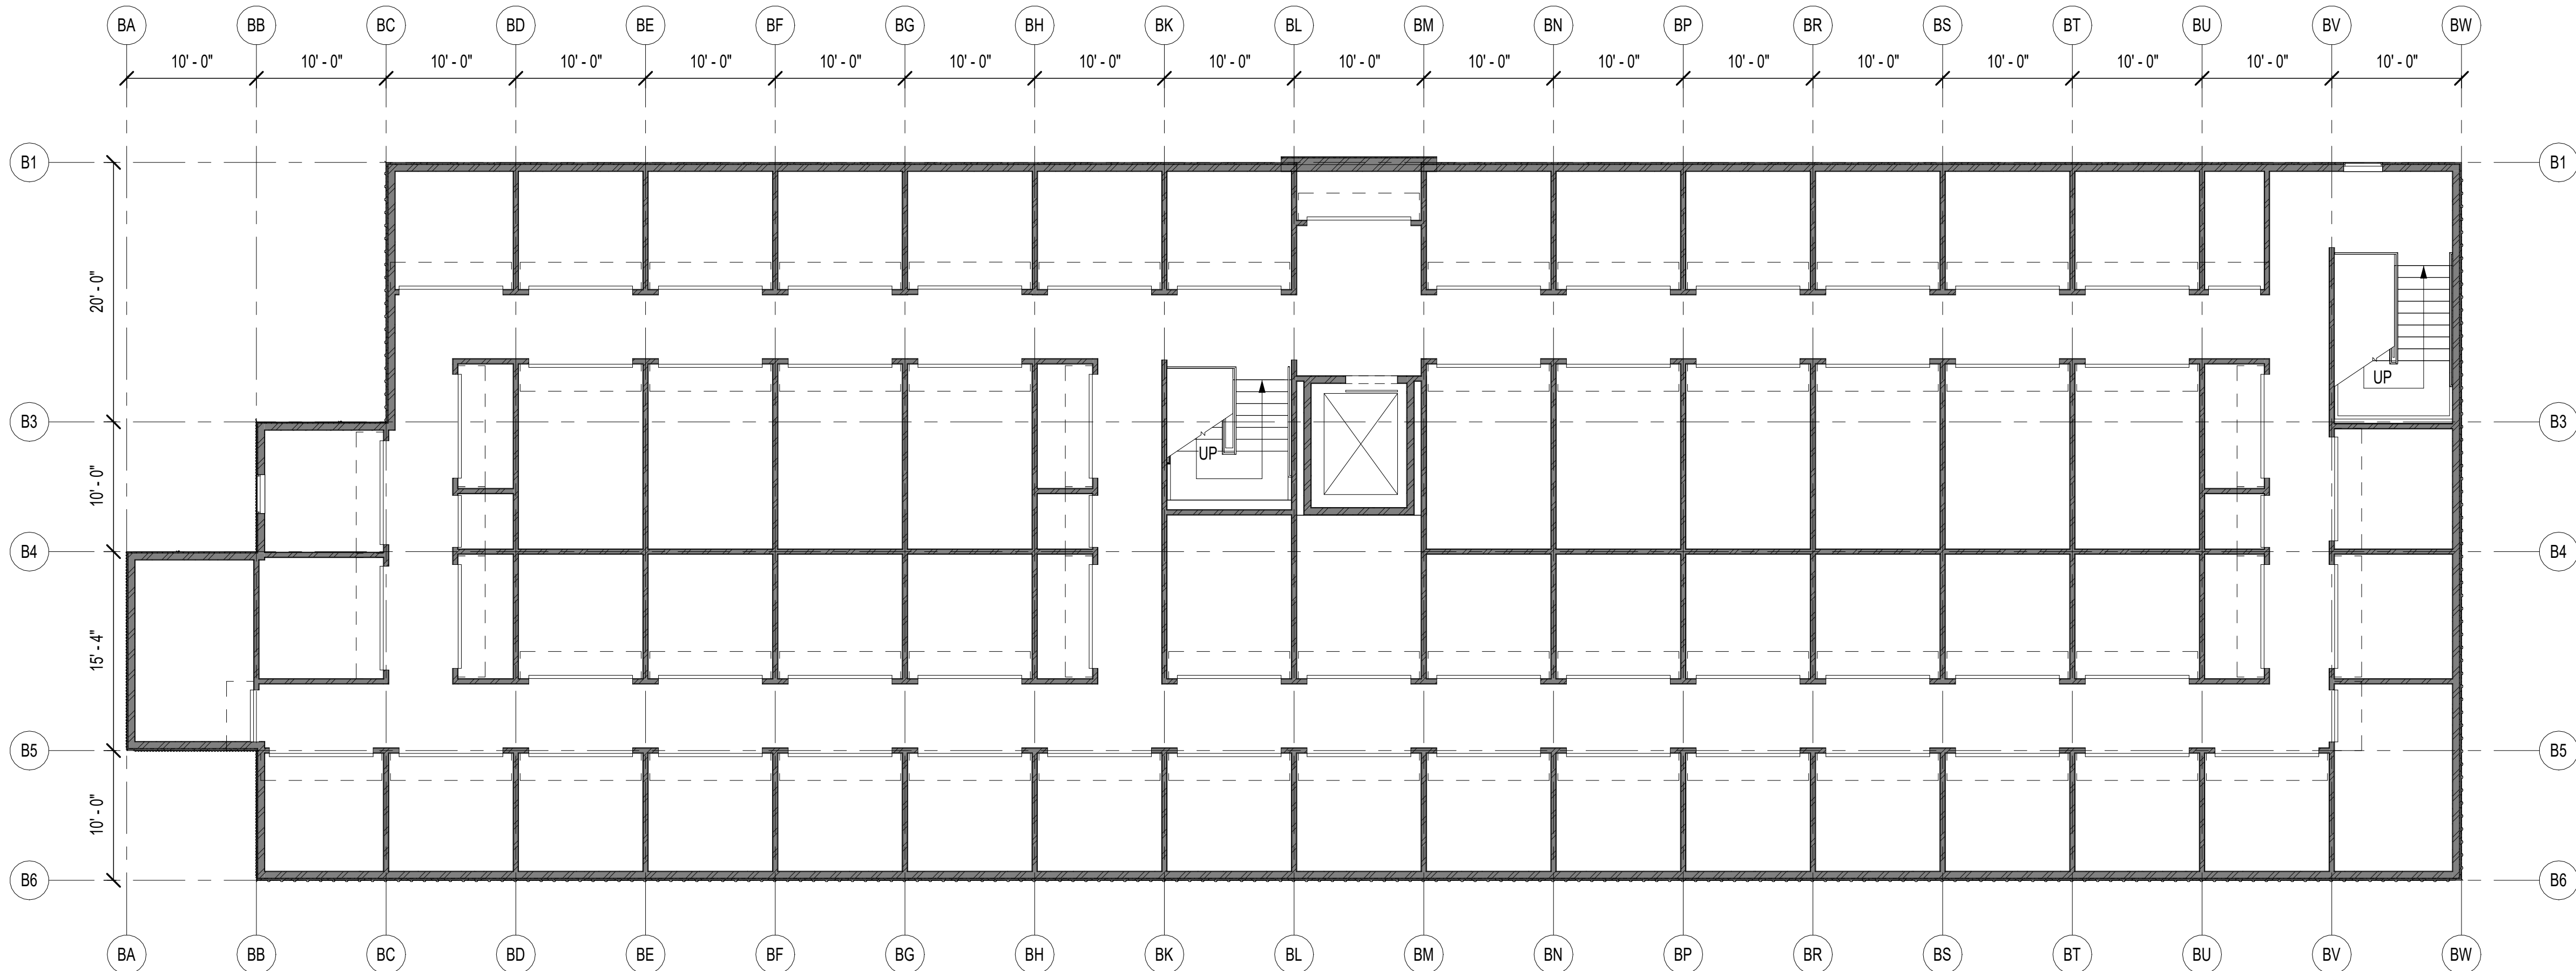 BA BB BC BD BE BF BG BH BK BL BM BN BP BR BS BT BU BV BW
10' - 0" 10' - 0" 10' - 0" 10' - 0" 10' - 0" 10' - 0" 10' - 0" 10' - 0" 10' - 0" 10' - 0" 10' - 0" 10' - 0" 10' - 0" 10' - 0" 10' - 0" 10' - 0" 10' - 0" 10' - 0"
B1 B1
20' - 0"
UP
B3 B3
UP
10' - 0"
B4 B4
15' - 4"
B5 B5
10' - 0"
B6 B6
BA BB BC BD BE BF BG BH BK BL BM BN BP BR BS BT BU BV BW